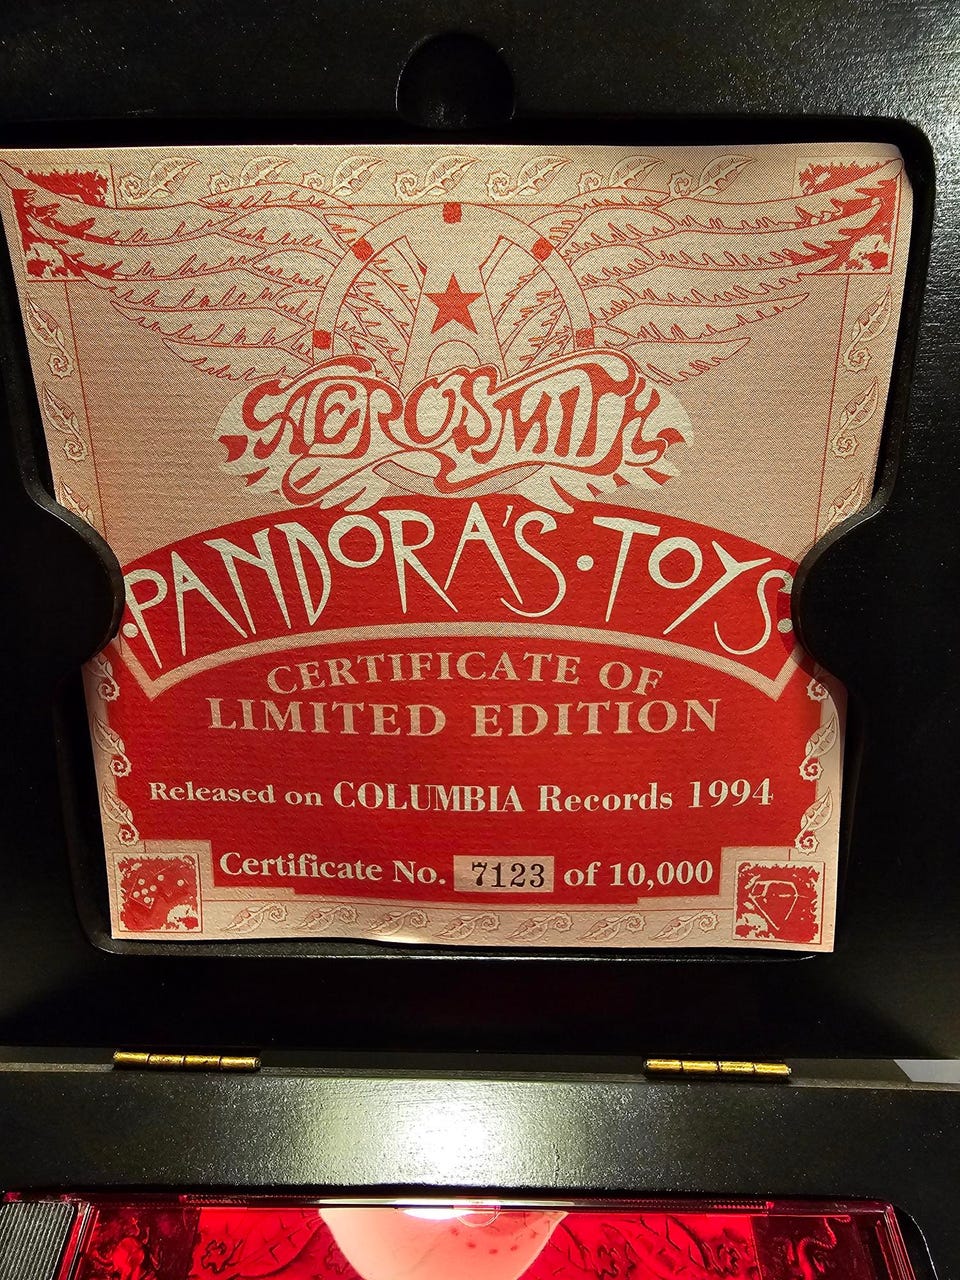 AEROSMITH
PANDORA'S · TOYS
CERTIFICATE OF
LIMITED EDITION
Released on COLUMBIA Records 1994
Certificate No. 7123 of 10,000